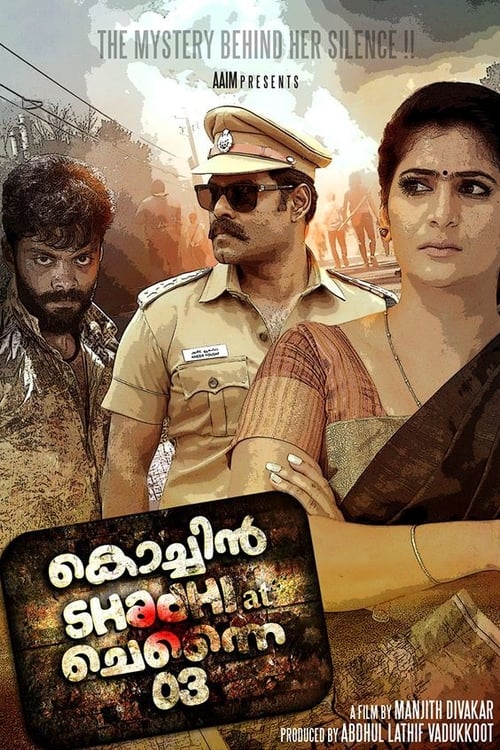 THE MYSTERY BEHIND HER SILENCE !!
AAIM PRESENTS
കൊച്ചിൻ
SHaaDHI at
ചെന്നൈ
03
A FILM BY MANJITH DIVAKAR
PRODUCED BY ABDHUL LATHIF VADUKKOOT